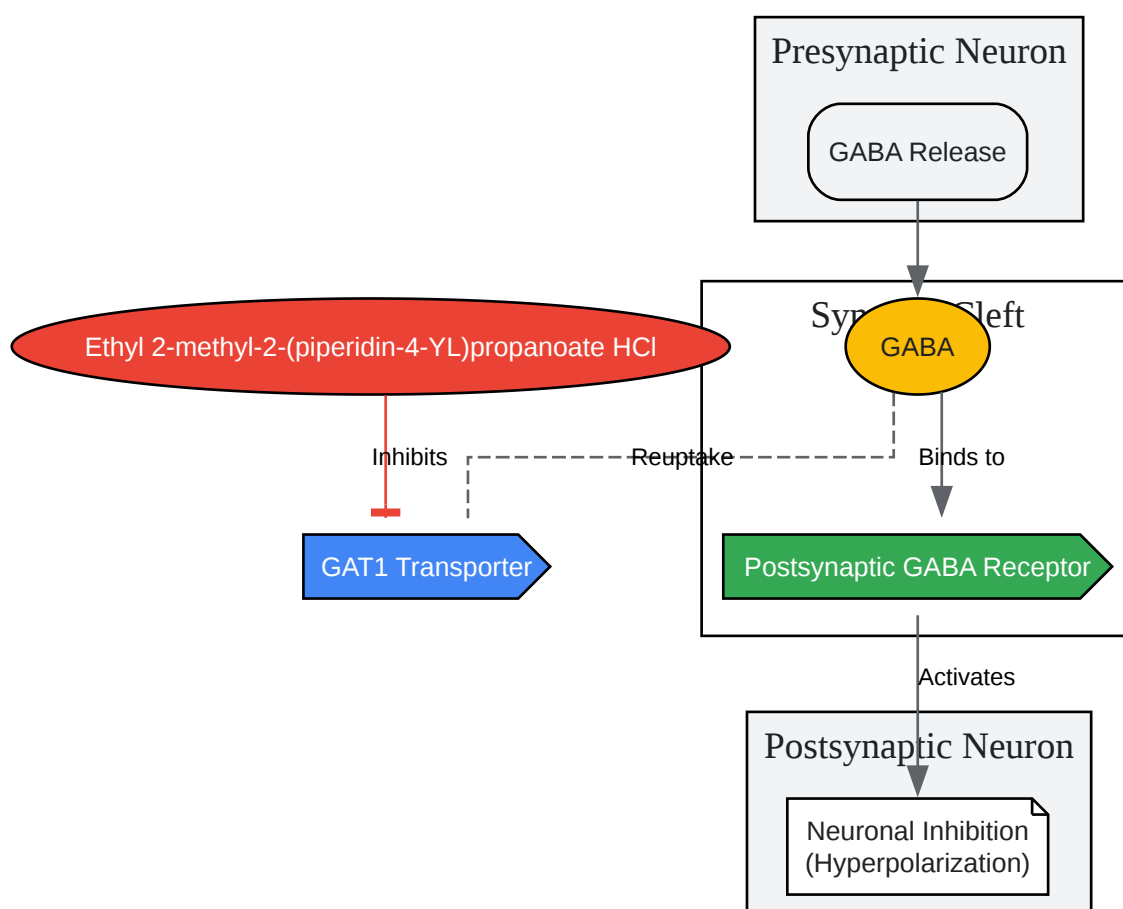 Presynaptic Neuron
GABA Release
Cleft
Ethyl 2-methyl-2-(piperidin-4-YL)propanoate HCl
GABA
Inhibits
Reuptake
Binds to
GAT1 Transporter
Postsynaptic GABA Receptor
Activates
Postsynaptic Neuron
Neuronal Inhibition
(Hyperpolarization)